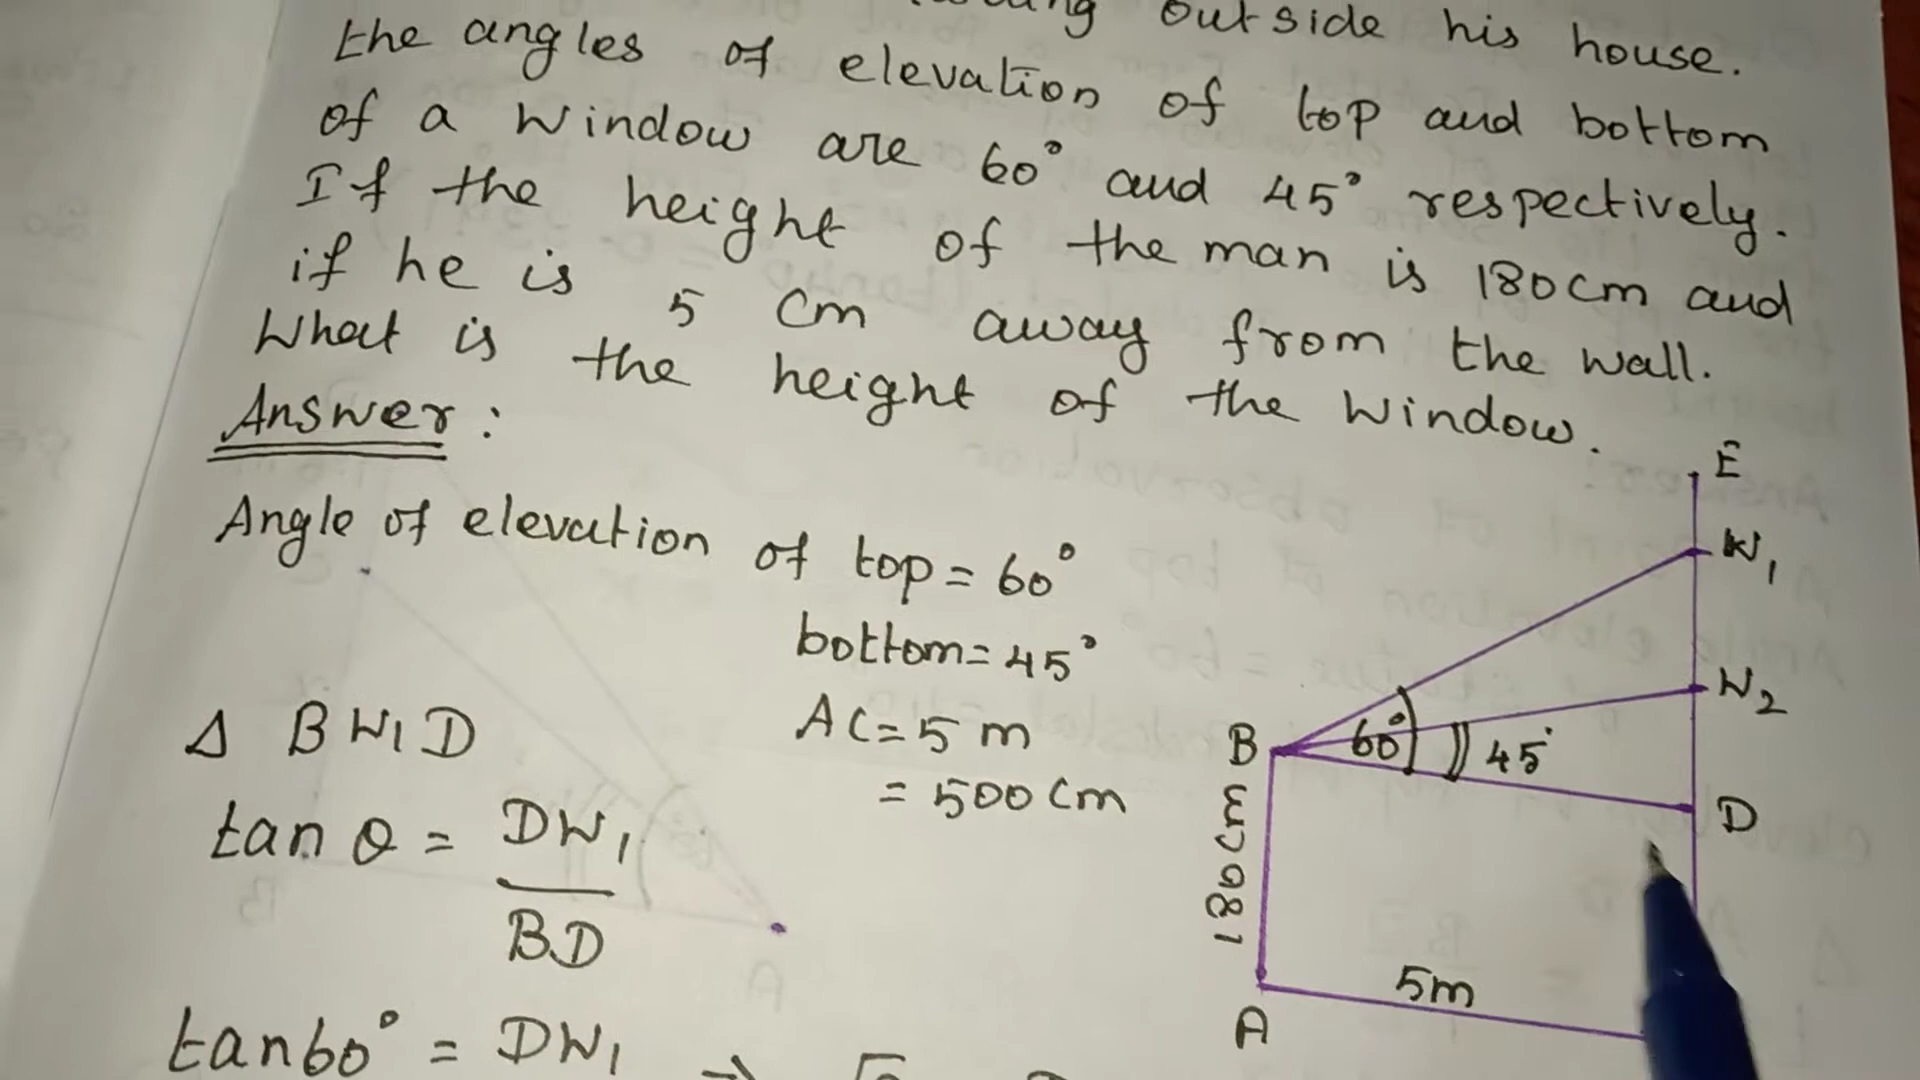 outside his house.
the angles of elevation of top and bottom
of a window are 60° and 45° respectively.
If the height of the man is 180cm and
if he is 5 cm away from the wall.
What is the height of the window.
Answer:
Angle of elevation of top = 60°
bottom = 45°
AC = 5 m
= 500 cm
Δ BW1D
tan θ = DW1
BD
tan60° = DW1
E
W1
W2
B 60° 45°
D
180cm
5m
A